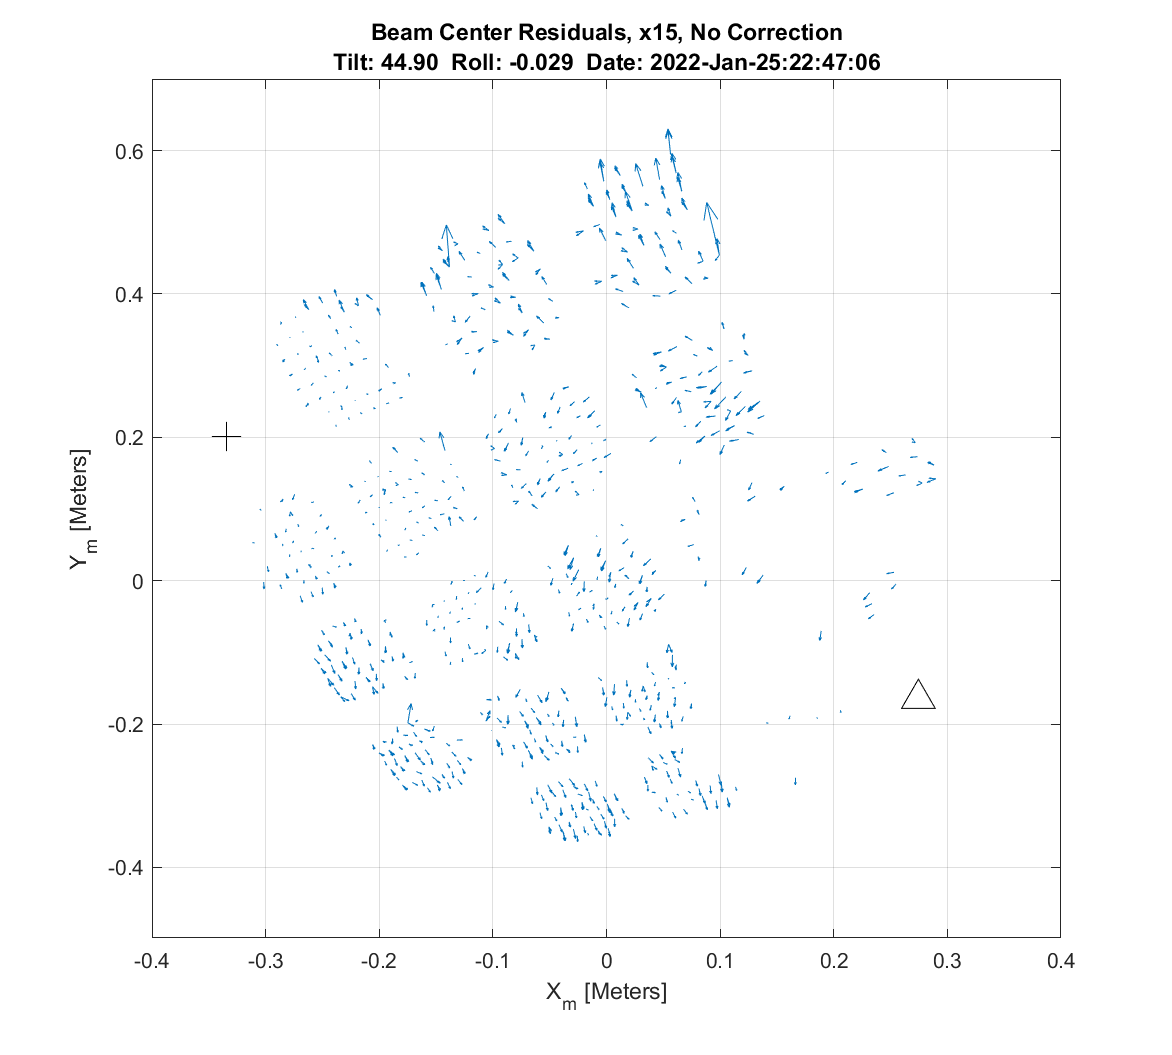 Beam Center Residuals, x15, No Correction
Tilt: 44.90 Roll: -0.029 Date: 2022-Jan-25:22:47:06
0.6
0.4
0.2
0
-0.2
-0.4
Y_m [Meters]
-0.4 -0.3 -0.2 -0.1 0 0.1 0.2 0.3 0.4
X_m [Meters]